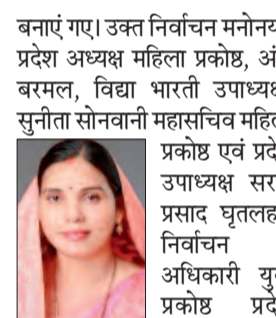 बनाएं गए। उक्त निर्वाचन मनोनय
प्रदेश अध्यक्ष महिला प्रकोष्ठ, अं
बरमल, विद्या भारती उपाध्यक्ष
सुनीता सोनवानी महासचिव महिल
प्रकोष्ठ एवं प्रदे
उपाध्यक्ष सर
प्रसाद घृतलह
निर्वाचन
अधिकारी यु
प्रकोष्ठ प्रदे